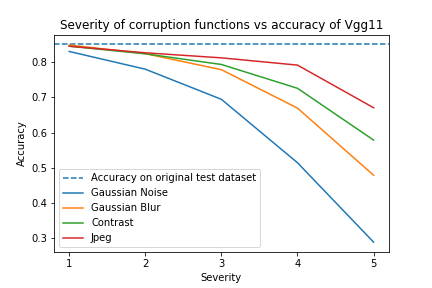 Severity of corruption functions vs accuracy of Vgg11
Accuracy
0.8
0.7
0.6
0.5
0.4
0.3
Accuracy on original test dataset
Gaussian Noise
Gaussian Blur
Contrast
Jpeg
1 2 3 4 5
Severity